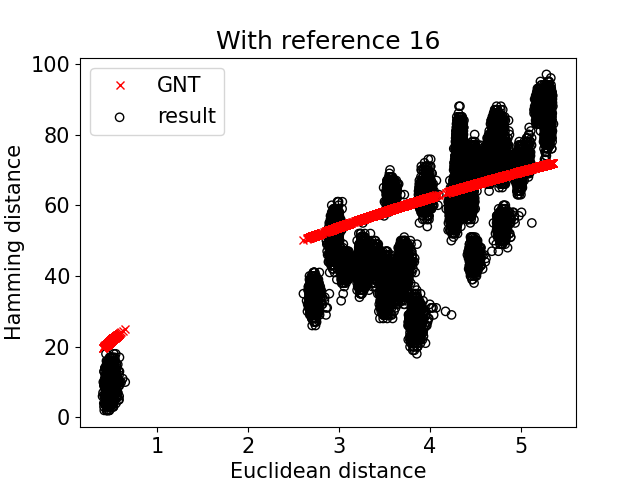 With reference 16
GNT
result
Hamming distance
100
80
60
40
20
0
1 2 3 4 5
Euclidean distance